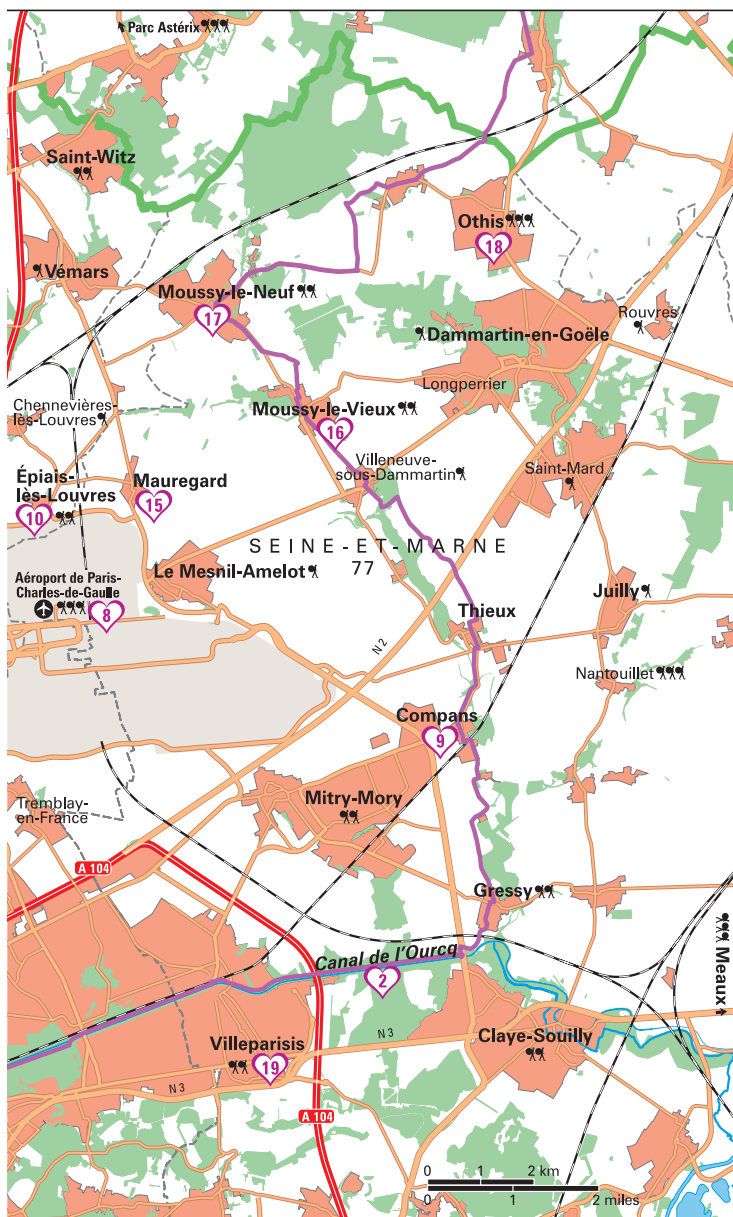 Parc Astérix
Saint-Witz
Othis
18
Vémars
Moussy-le-Neuf
17
Rouvres
Dammartin-en-Goële
Longperrier
Chennevières-
lès-Louvres
Moussy-le-Vieux
16
Villeneuve-
sous-Dammartin
Saint-Mard
Épiais-
lès-Louvres
10
Mauregard
15
SEINE-ET-MARNE
77
Le Mesnil-Amelot
Aéroport de Paris-
Charles-de-Gaulle
8
Juilly
Thieux
N 2
Nantouillet
Compans
9
Mitry-Mory
Tremblay-
en-France
A 104
Gressy
Meaux
Canal de l'Ourcq
2
N 3
Villeparisis
19
Claye-Souilly
N 3
A 104
0 1 2 km
0 1 2 miles